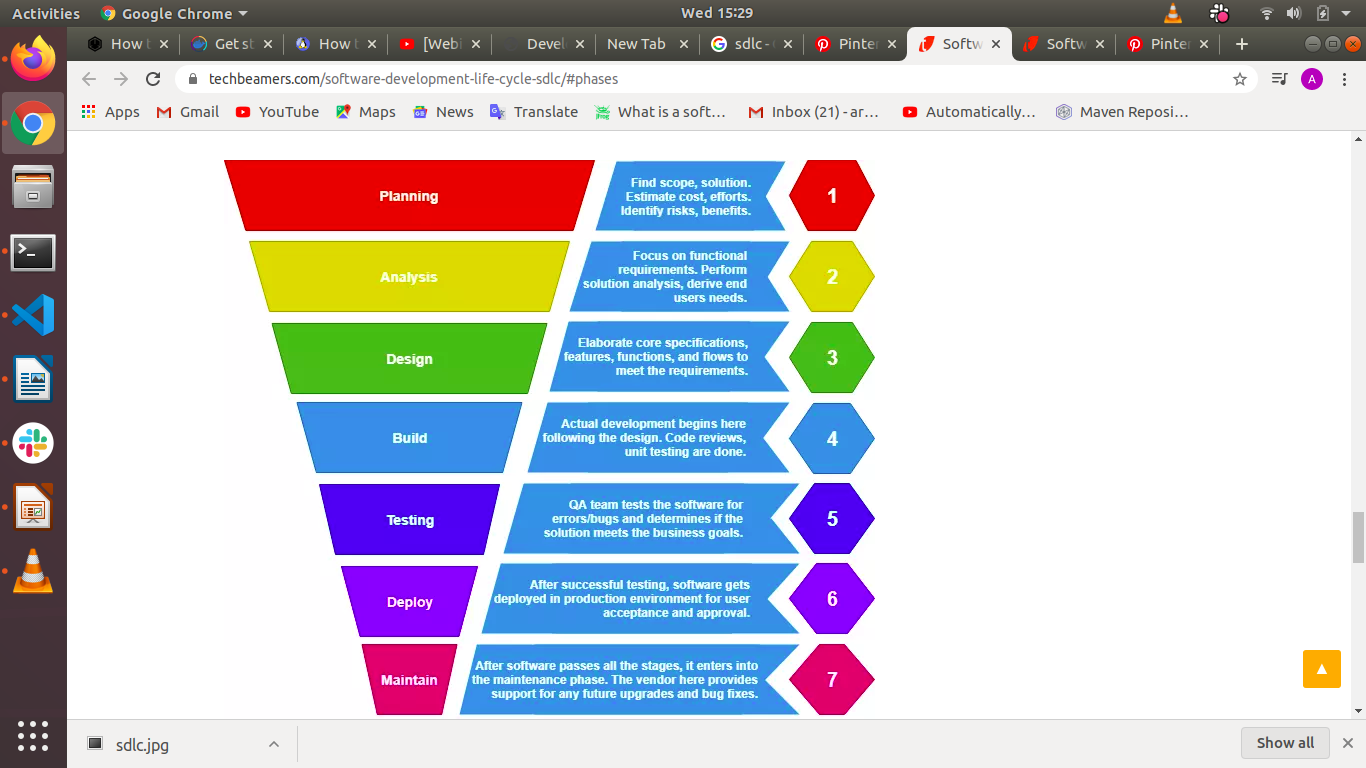 Activities
Google Chrome
Wed 15:29
How t
Get st
How t
[Webi
Devel
New Tab
sdlc - G
Pinter
Softw
Softw
Pinter
techbeamers.com/software-development-life-cycle-sdlc/#phases
A
Apps
Gmail
YouTube
Maps
News
Translate
What is a soft...
Inbox (21) - ar...
Automatically...
Maven Reposi...
Planning
Find scope, solution.
Estimate cost, efforts.
Identify risks, benefits.
1
Analysis
Focus on functional
requirements. Perform
solution analysis, derive end
users needs.
2
Design
Elaborate core specifications,
features, functions, and flows to
meet the requirements.
3
Build
Actual development begins here
following the design. Code reviews,
unit testing are done.
4
Testing
QA team tests the software for
errors/bugs and determines if the
solution meets the business goals.
5
Deploy
After successful testing, software gets
deployed in production environment for user
acceptance and approval.
6
Maintain
After software passes all the stages, it enters into
the maintenance phase. The vendor here provides
support for any future upgrades and bug fixes.
7
sdlc.jpg
Show all